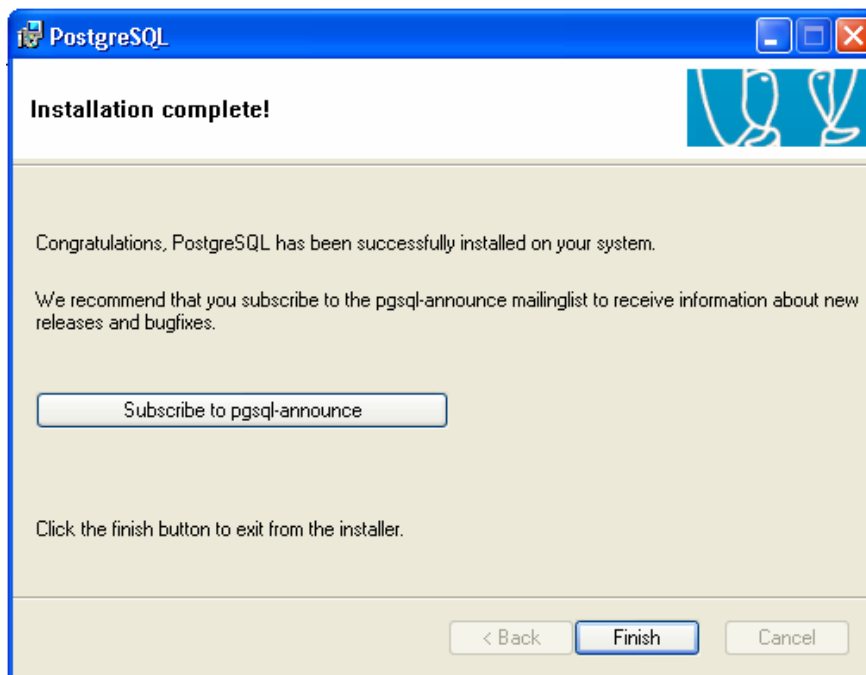 PostgreSQL
Installation complete!
Congratulations, PostgreSQL has been successfully installed on your system.
We recommend that you subscribe to the pgsql-announce mailinglist to receive information about new
releases and bugfixes.
Subscribe to pgsql-announce
Click the finish button to exit from the installer.
< Back Finish Cancel